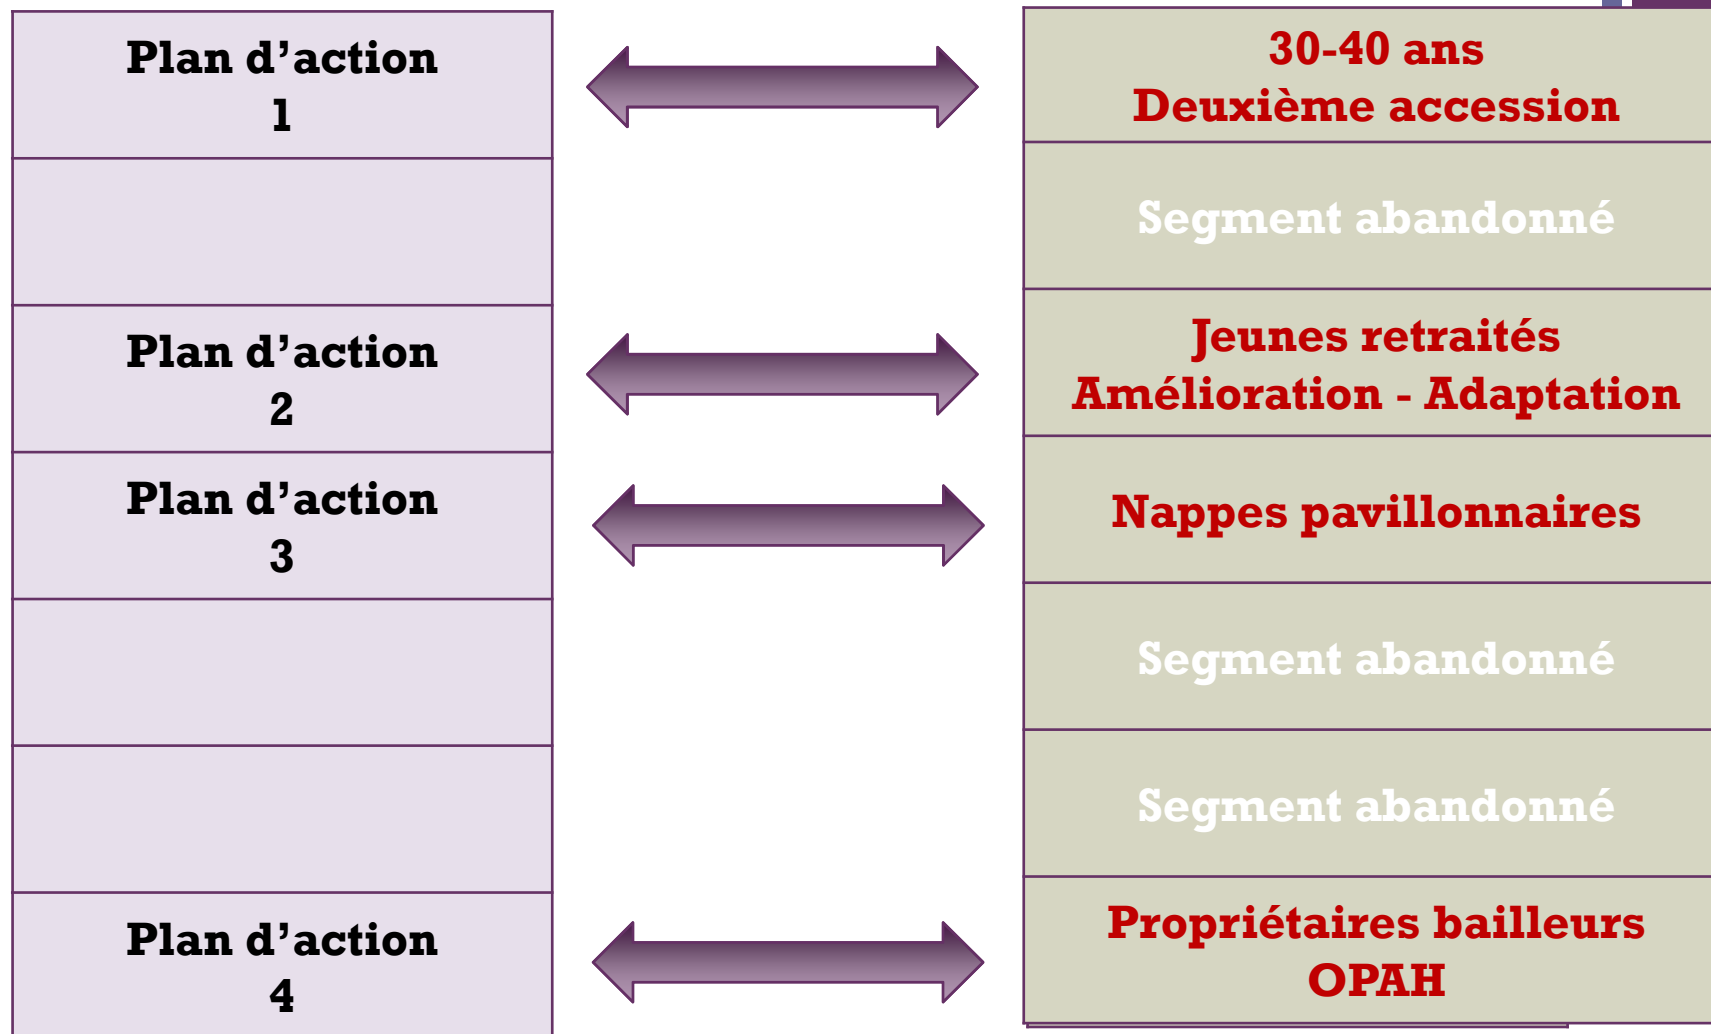 Plan d’action
1
30-40 ans
Deuxième accession
Segment abandonné
Plan d’action
2
Jeunes retraités
Amélioration - Adaptation
Plan d’action
3
Nappes pavillonnaires
Segment abandonné
Segment abandonné
Plan d’action
4
Propriétaires bailleurs
OPAH